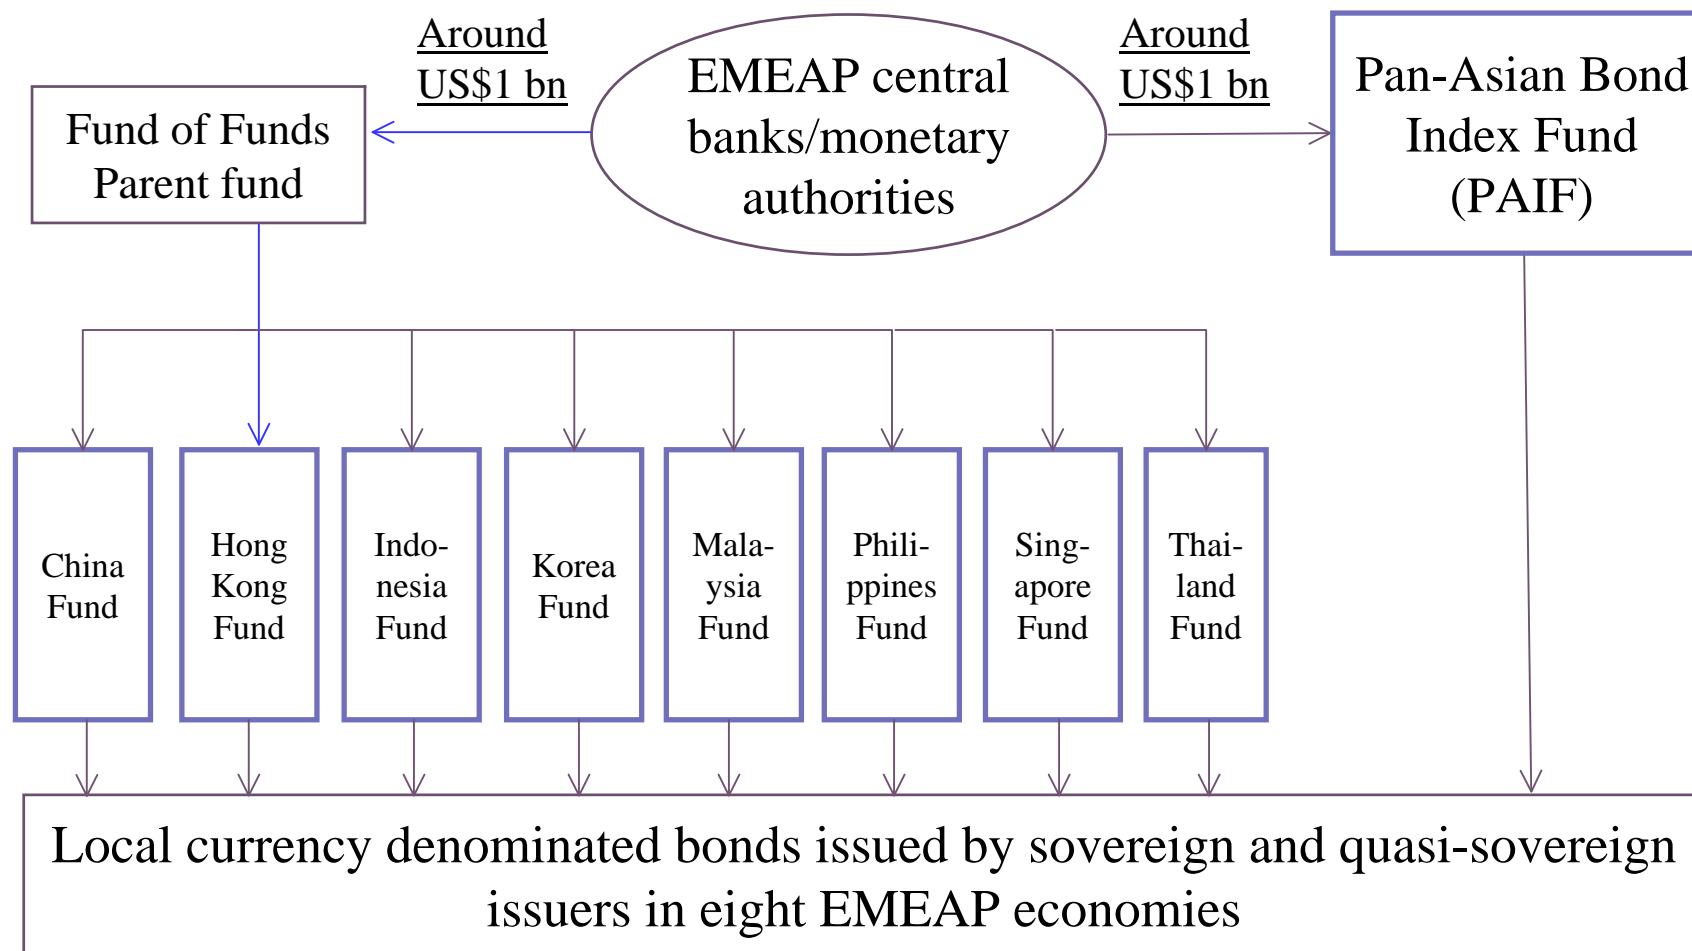 Around
US$1 bn
EMEAP central
banks/monetary
authorities
Around
US$1 bn
Pan-Asian Bond
Index Fund
(PAIF)
Fund of Funds
Parent fund
China
Fund
Hong
Kong
Fund
Indo-
nesia
Fund
Korea
Fund
Mala-
ysia
Fund
Phili-
ppines
Fund
Sing-
apore
Fund
Thai-
land
Fund
Local currency denominated bonds issued by sovereign and quasi-sovereign
issuers in eight EMEAP economies